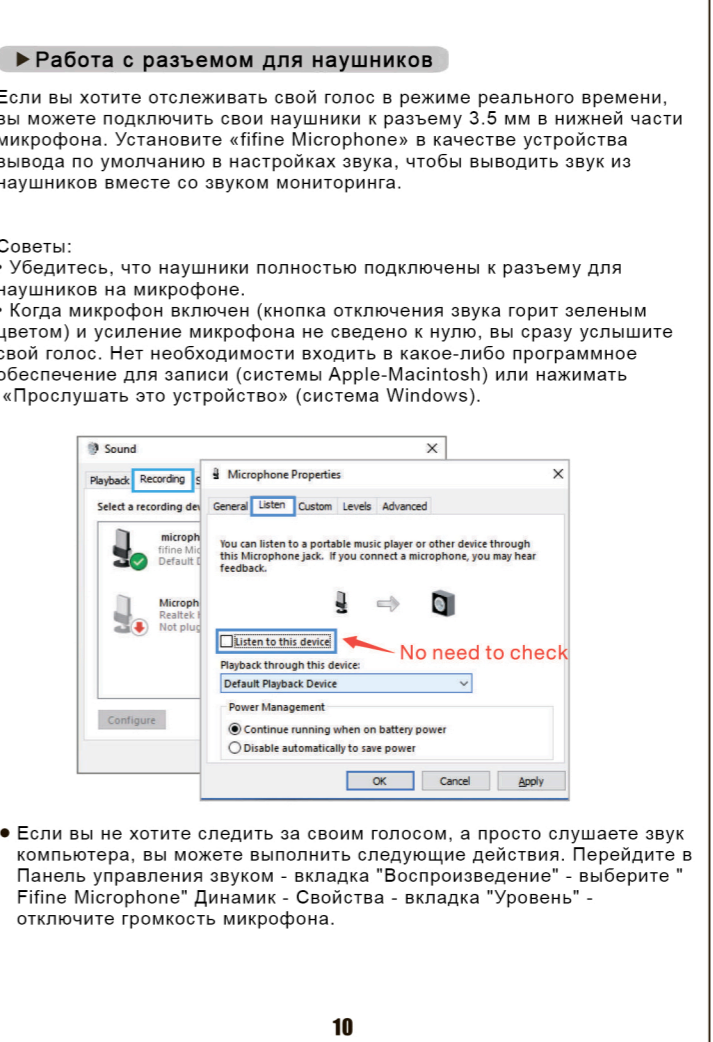 ▶Работа с разъемом для наушников
Если вы хотите отслеживать свой голос в режиме реального времени,
вы можете подключить свои наушники к разъему 3.5 мм в нижней части
микрофона. Установите «fifine Microphone» в качестве устройства
вывода по умолчанию в настройках звука, чтобы выводить звук из
наушников вместе со звуком мониторинга.
Советы:
• Убедитесь, что наушники полностью подключены к разъему для
наушников на микрофоне.
• Когда микрофон включен (кнопка отключения звука горит зеленым
цветом) и усиление микрофона не сведено к нулю, вы сразу услышите
свой голос. Нет необходимости входить в какое-либо программное
обеспечение для записи (системы Apple-Macintosh) или нажимать
«Прослушать это устройство» (система Windows).
Sound
Playback Recording S
Select a recording dev
microph
fifine Mic
Default D
Microph
Realtek
Not plug
Configure
Microphone Properties
General Listen Custom Levels Advanced
You can listen to a portable music player or other device through
this Microphone jack. If you connect a microphone, you may hear
feedback.
Listen to this device
No need to check
Playback through this device:
Default Playback Device
Power Management
Continue running when on battery power
Disable automatically to save power
OK Cancel Apply
● Если вы не хотите следить за своим голосом, а просто слушаете звук
компьютера, вы можете выполнить следующие действия. Перейдите в
Панель управления звуком - вкладка "Воспроизведение" - выберите "
Fifine Microphone" Динамик - Свойства - вкладка "Уровень" -
отключите громкость микрофона.
10